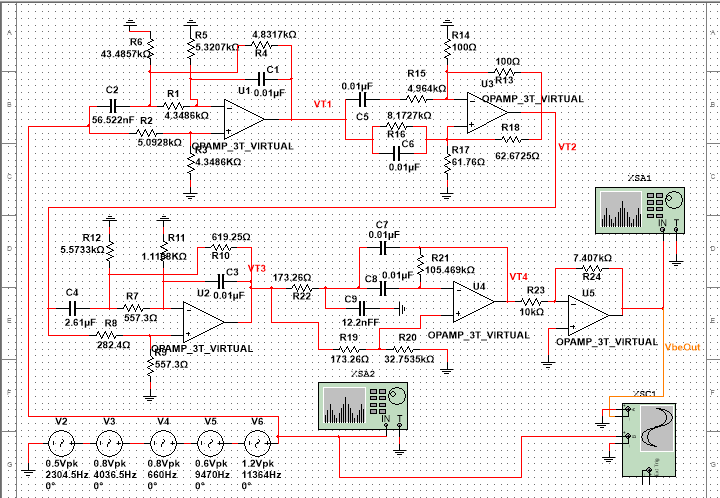 A
B
C
D
E
F
G
A
B
C
D
E
F
G
R6
43.4857kΩ
R5
5.3207kΩ
4.8317kΩ
R4
C1
0.01µF
C2
56.522nF
R1
4.3486kΩ
R2
5.0928kΩ
U1
OPAMP_3T_VIRTUAL
R3
4.3486KΩ
VT1
0.01µF
C5
R15
4.964kΩ
8.1727kΩ
R16
C6
0.01µF
R14
100Ω
100Ω
R13
U3
OPAMP_3T_VIRTUAL
R17
61.76Ω
R18
62.6725Ω
VT2
XSA1
IN
T
R12
5.5733kΩ
R11
1.1198KΩ
619.25Ω
R10
C3
0.01µF
VT3
C4
2.61µF
R7
557.3Ω
R8
282.4Ω
U2
OPAMP_3T_VIRTUAL
R9
557.3Ω
173.26Ω
R22
C7
0.01µF
C8
0.01µF
R21
105.469kΩ
C9
12.2nFF
R19
173.26Ω
R20
32.7535kΩ
U4
OPAMP_3T_VIRTUAL
VT4
R23
10kΩ
7.407kΩ
R24
U5
OPAMP_3T_VIRTUAL
VbeOut
XSA2
IN
T
XSC1
V2
0.5Vpk
2304.5Hz
0°
V3
0.8Vpk
4036.5Hz
0°
V4
0.8Vpk
660Hz
0°
V5
0.6Vpk
9470Hz
0°
V6
1.2Vpk
11364Hz
0°